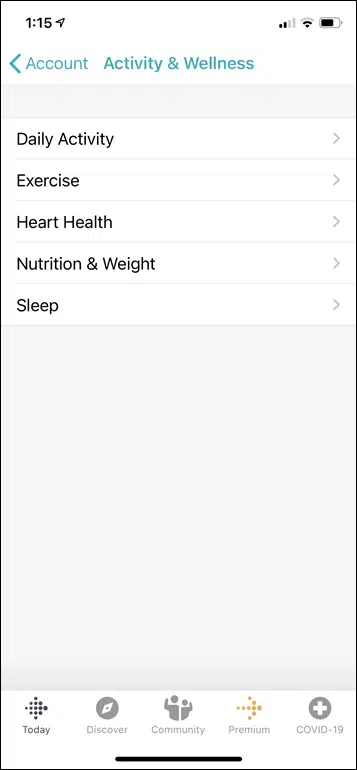 1:15
Account Activity & Wellness
Daily Activity
Exercise
Heart Health
Nutrition & Weight
Sleep
Today Discover Community Premium COVID-19